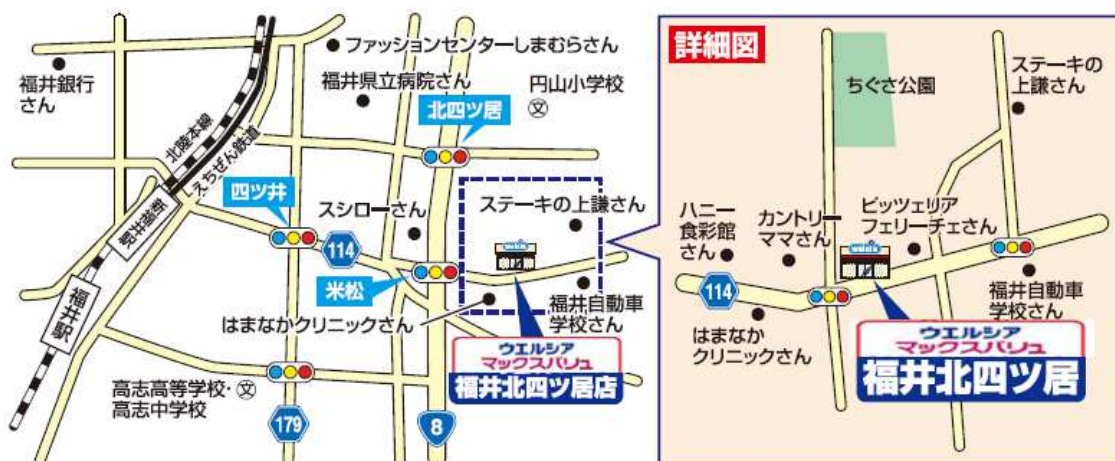 ファッションセンターしまむらさん
福井銀行
さん
福井県立病院さん
円山小学校
文
北四ツ居
北陸本線
えちぜん鉄道
四ツ井
新福井駅
スシローさん
ステーキの上謙さん
114
米松
福井駅
はまなかクリニックさん
福井自動車
学校さん
ウエルシア
マックスバリュ
福井北四ツ居店
高志高等学校・
高志中学校
文
179
8
詳細図
ちぐさ公園
ステーキの
上謙さん
ハニー
食彩館
さん
カントリー
ママさん
ピッツェリア
フェリーチェさん
114
はまなか
クリニックさん
福井自動車
学校さん
ウエルシア
マックスバリュ
福井北四ツ居